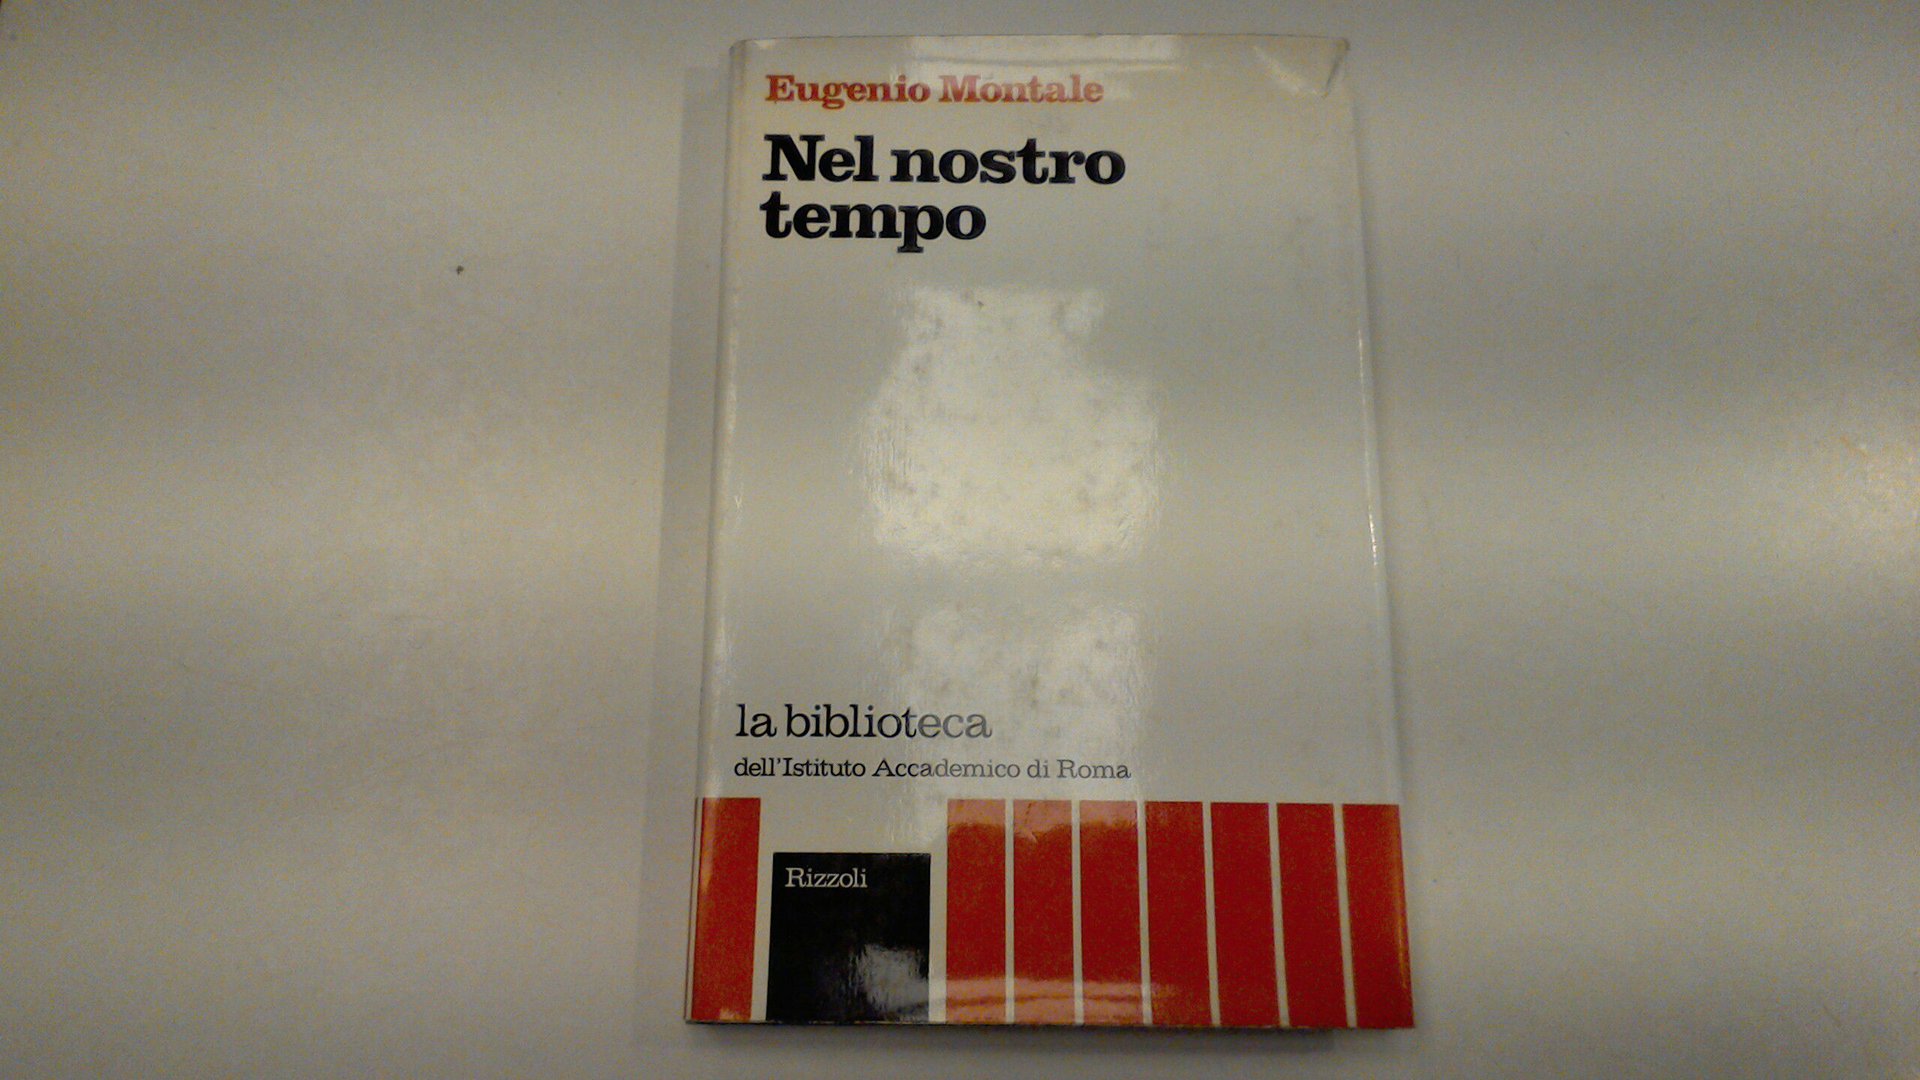 Eugenio Montale
Nel nostro
tempo
la biblioteca
dell'Istituto Accademico di Roma
Rizzoli